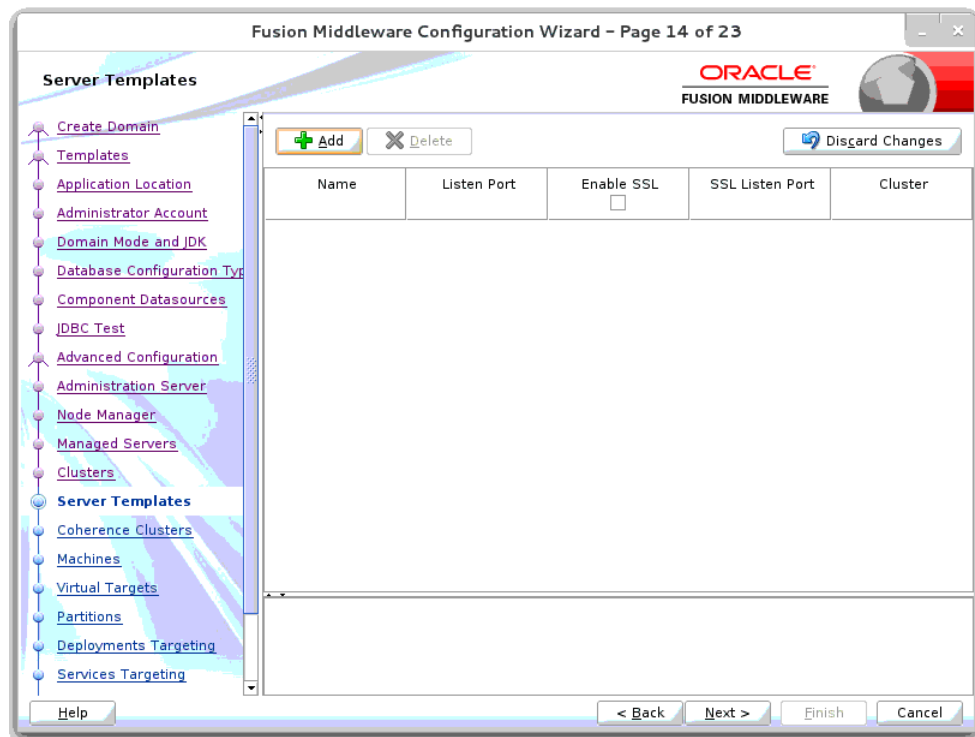 Fusion Middleware Configuration Wizard – Page 14 of 23
Server Templates
ORACLE®
FUSION MIDDLEWARE
Create Domain
Templates
Application Location
Administrator Account
Domain Mode and JDK
Database Configuration Typ
Component Datasources
JDBC Test
Advanced Configuration
Administration Server
Node Manager
Managed Servers
Clusters
Server Templates
Coherence Clusters
Machines
Virtual Targets
Partitions
Deployments Targeting
Services Targeting
Add Delete Discard Changes
Name Listen Port Enable SSL SSL Listen Port Cluster
Help < Back Next > Finish Cancel